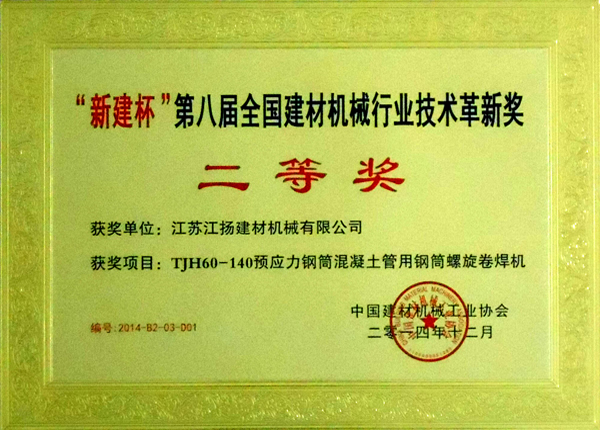 “新建杯”第八届全国建材机械行业技术革新奖
二等奖
获奖单位：江苏江扬建材机械有限公司
获奖项目：TJH60-140预应力钢筒混凝土管用钢筒螺旋卷焊机
中国建材机械工业协会
编号:2014-B2-03-D01
二零一四年十二月